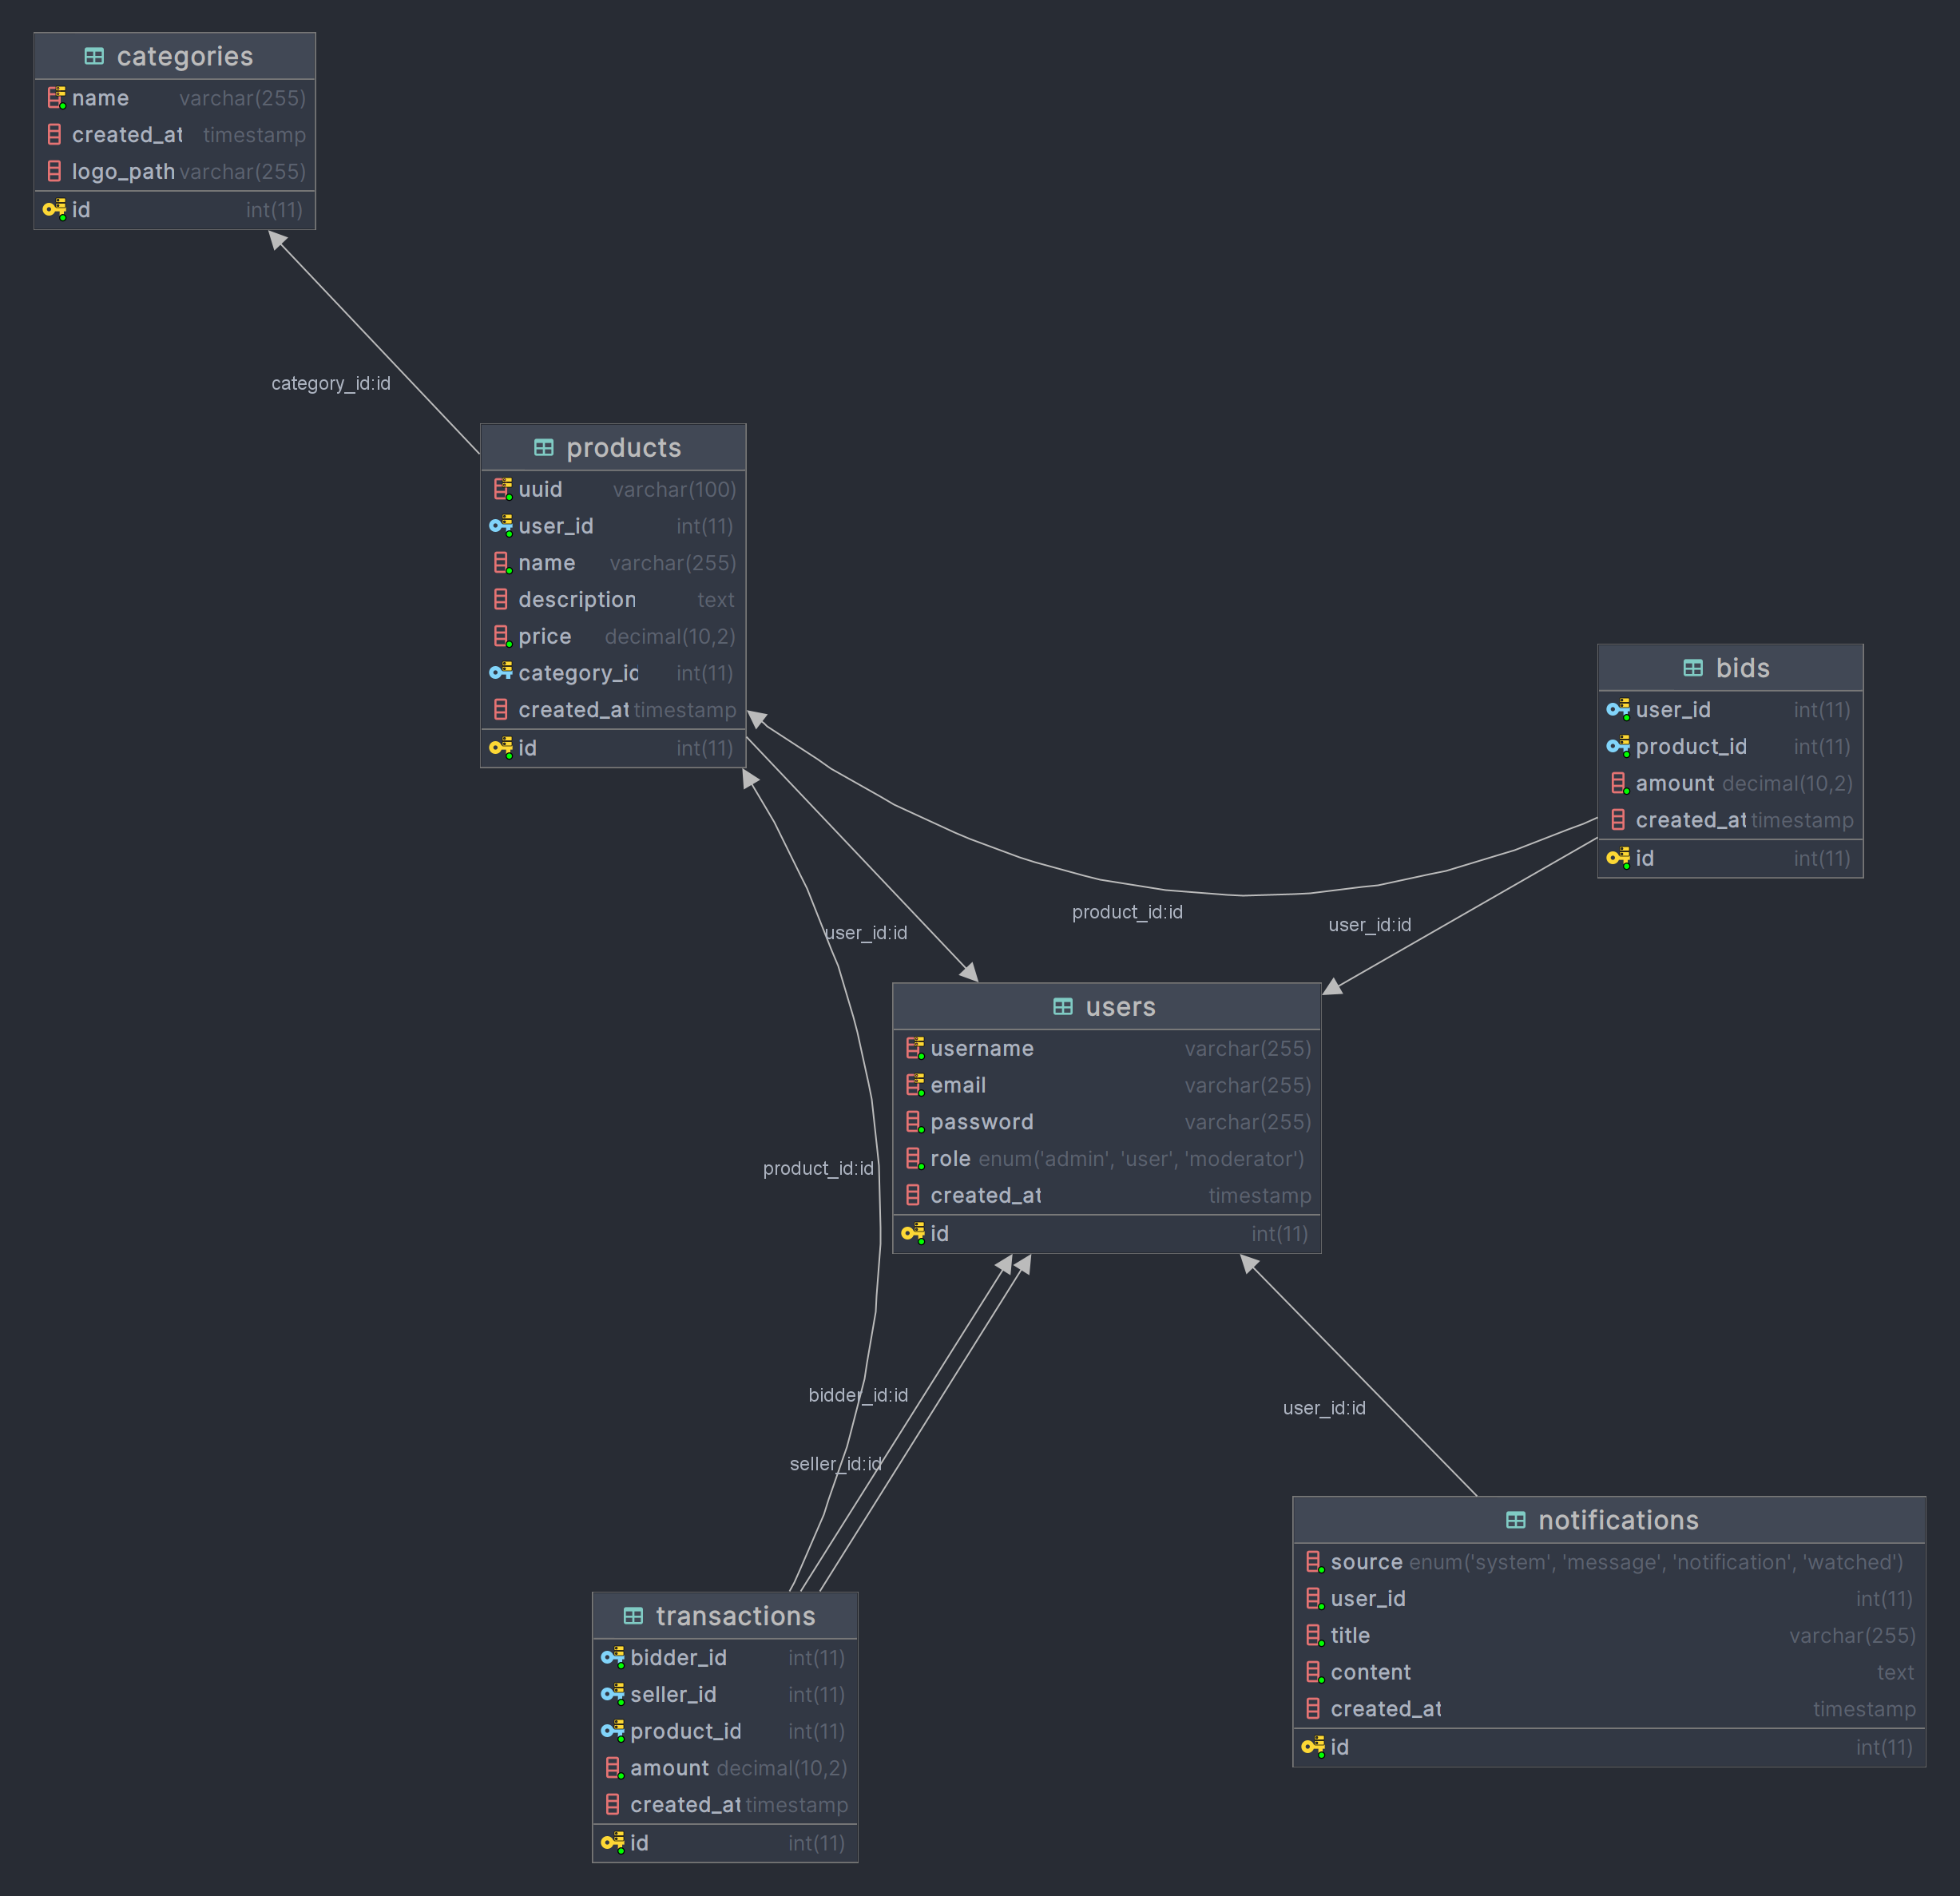 categories
name varchar(255)
created_at timestamp
logo_path varchar(255)
id int(11)
category_id:id
products
uuid varchar(100)
user_id int(11)
name varchar(255)
description text
price decimal(10,2)
category_id int(11)
created_at timestamp
id int(11)
bids
user_id int(11)
product_id int(11)
amount decimal(10,2)
created_at timestamp
id int(11)
product_id:id
user_id:id
user_id:id
users
username varchar(255)
email varchar(255)
password varchar(255)
role enum('admin', 'user', 'moderator')
created_at timestamp
id int(11)
product_id:id
bidder_id:id
seller_id:id
user_id:id
transactions
bidder_id int(11)
seller_id int(11)
product_id int(11)
amount decimal(10,2)
created_at timestamp
id int(11)
notifications
source enum('system', 'message', 'notification', 'watched')
user_id int(11)
title varchar(255)
content text
created_at timestamp
id int(11)